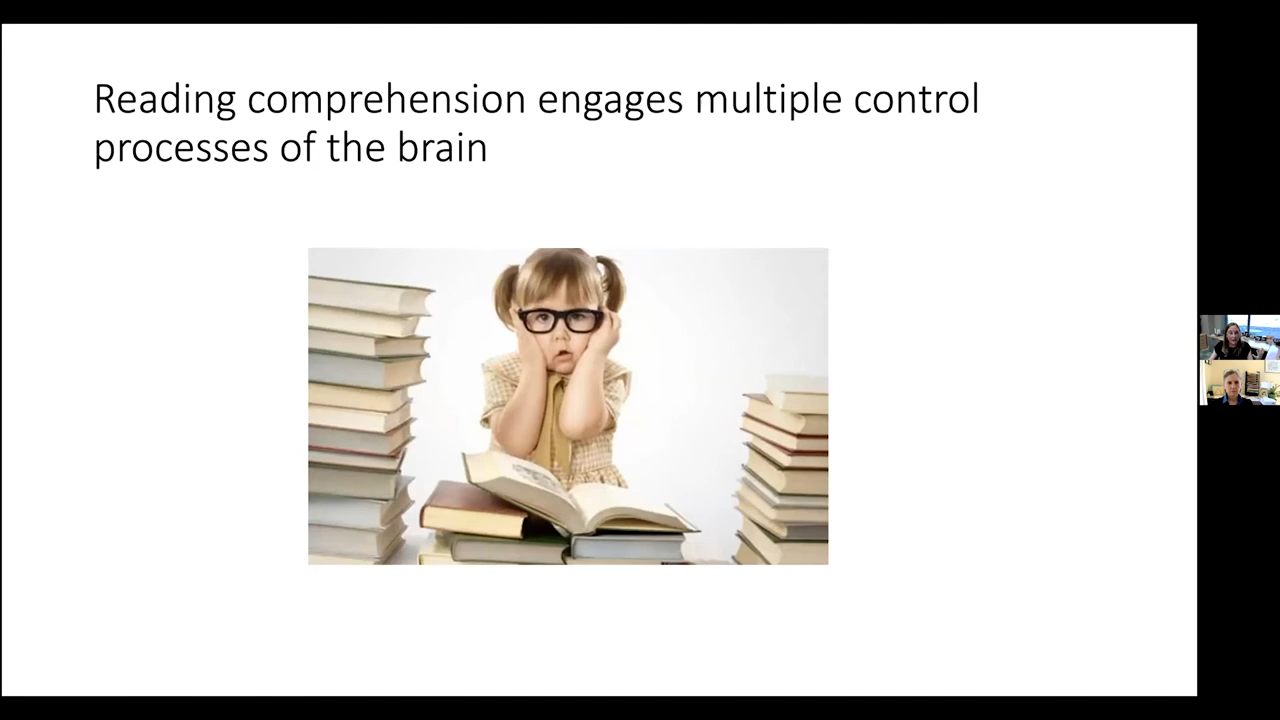 Reading comprehension engages multiple control
processes of the brain